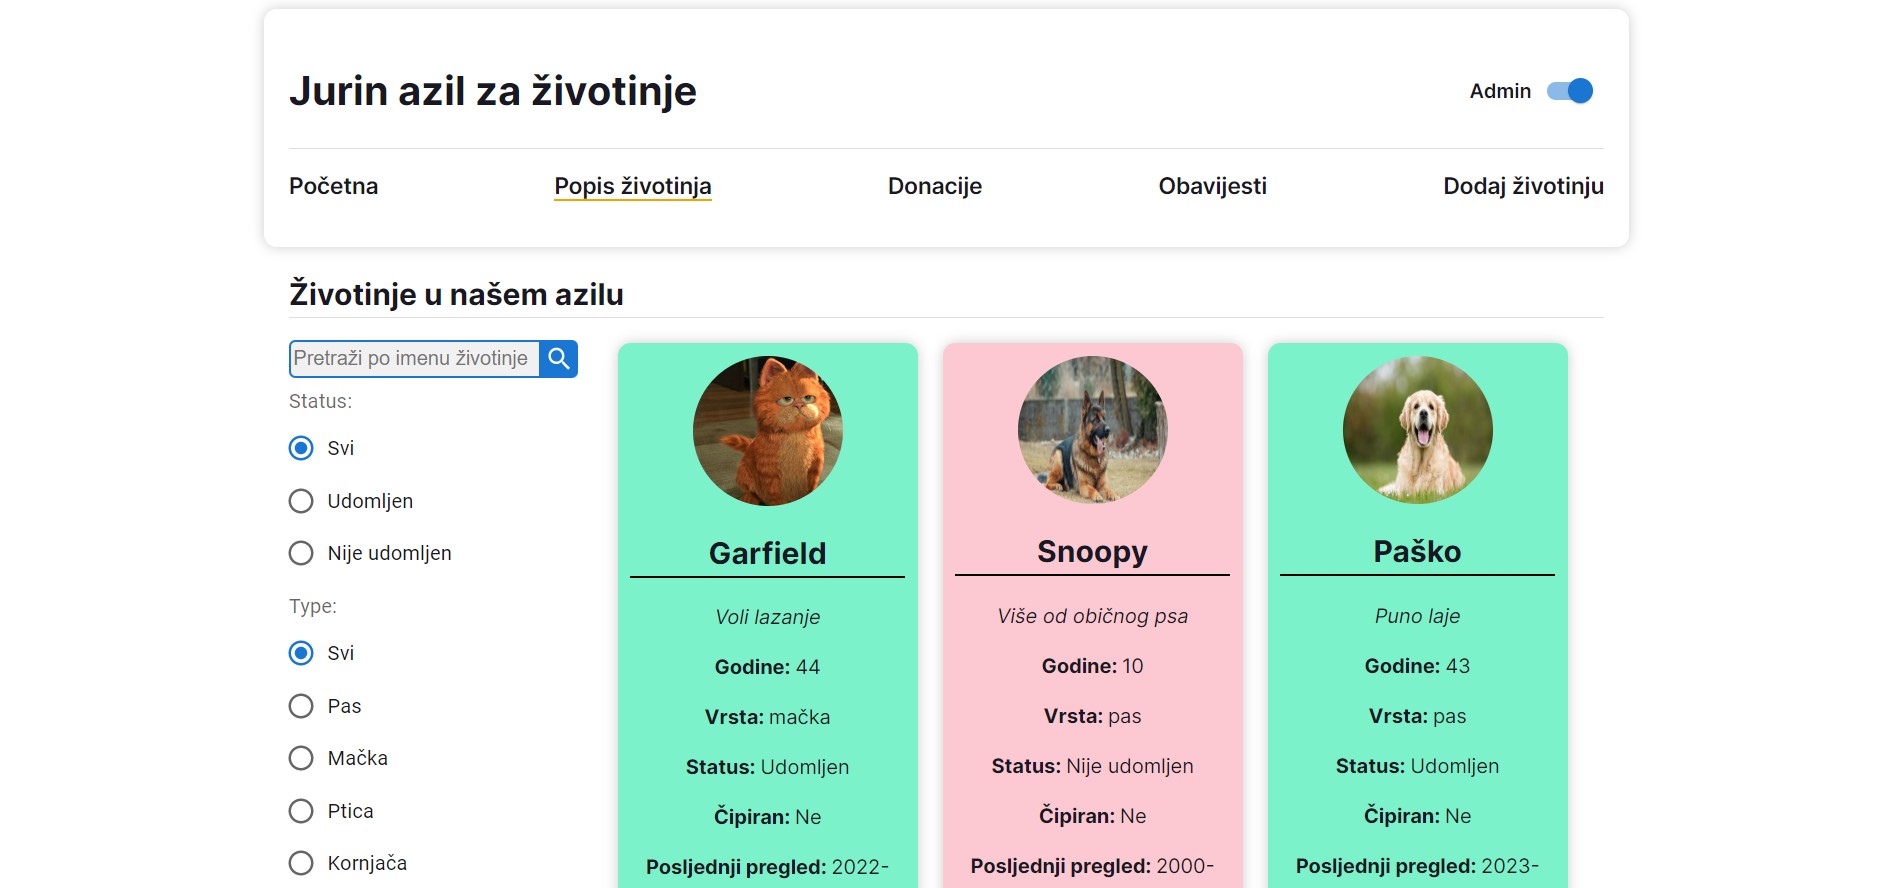 Jurin azil za životinje
Admin
Početna
Popis životinja
Donacije
Obavijesti
Dodaj životinju
Životinje u našem azilu
Pretraži po imenu životinje
Status:
Svi
Udomljen
Nije udomljen
Type:
Svi
Pas
Mačka
Ptica
Kornjača
Garfield
Voli lazanje
Godine: 44
Vrsta: mačka
Status: Udomljen
Čipiran: Ne
Posljednji pregled: 2022-
Snoopy
Više od običnog psa
Godine: 10
Vrsta: pas
Status: Nije udomljen
Čipiran: Ne
Posljednji pregled: 2000-
Paško
Puno laje
Godine: 43
Vrsta: pas
Status: Udomljen
Čipiran: Ne
Posljednji pregled: 2023-